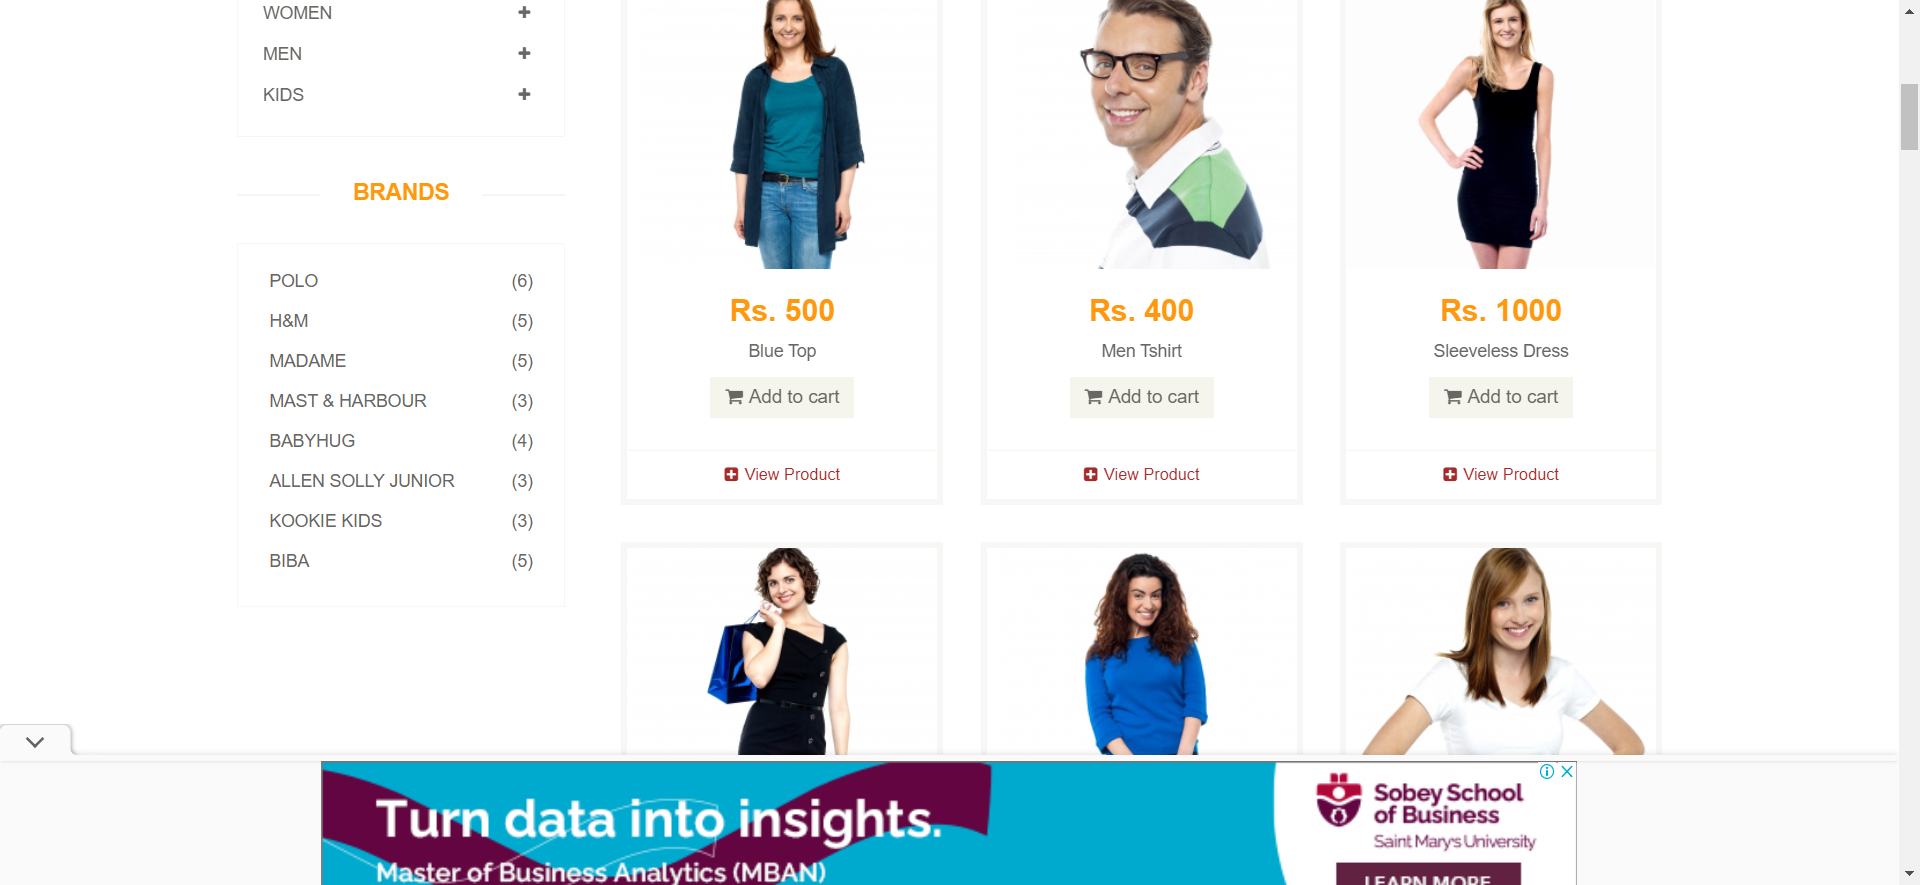 WOMEN
MEN
KIDS
BRANDS
POLO (6)
H&M (5)
MADAME (5)
MAST & HARBOUR (3)
BABYHUG (4)
ALLEN SOLLY JUNIOR (3)
KOOKIE KIDS (3)
BIBA (5)
Rs. 500
Blue Top
Add to cart
View Product
Rs. 400
Men Tshirt
Add to cart
View Product
Rs. 1000
Sleeveless Dress
Add to cart
View Product
Turn data into insights.
Master of Business Analytics (MBAN)
Sobey School
of Business
Saint Mary's University
LEARN MORE